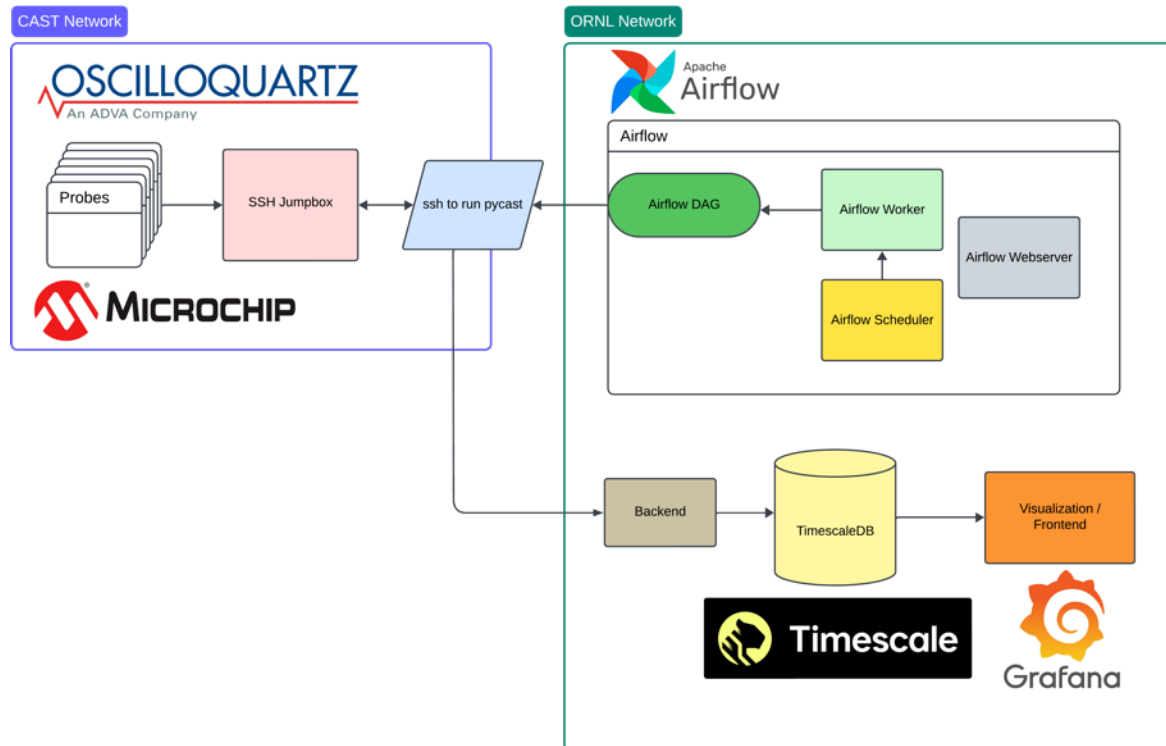 CAST Network
ORNL Network
OSCILLOQUARTZ
An ADVA Company
Apache
Airflow
Airflow
Probes
SSH Jumpbox
ssh to run pycast
Airflow DAG
Airflow Worker
Airflow Webserver
Airflow Scheduler
MICROCHIP
Backend
TimescaleDB
Visualization /
Frontend
Timescale
Grafana